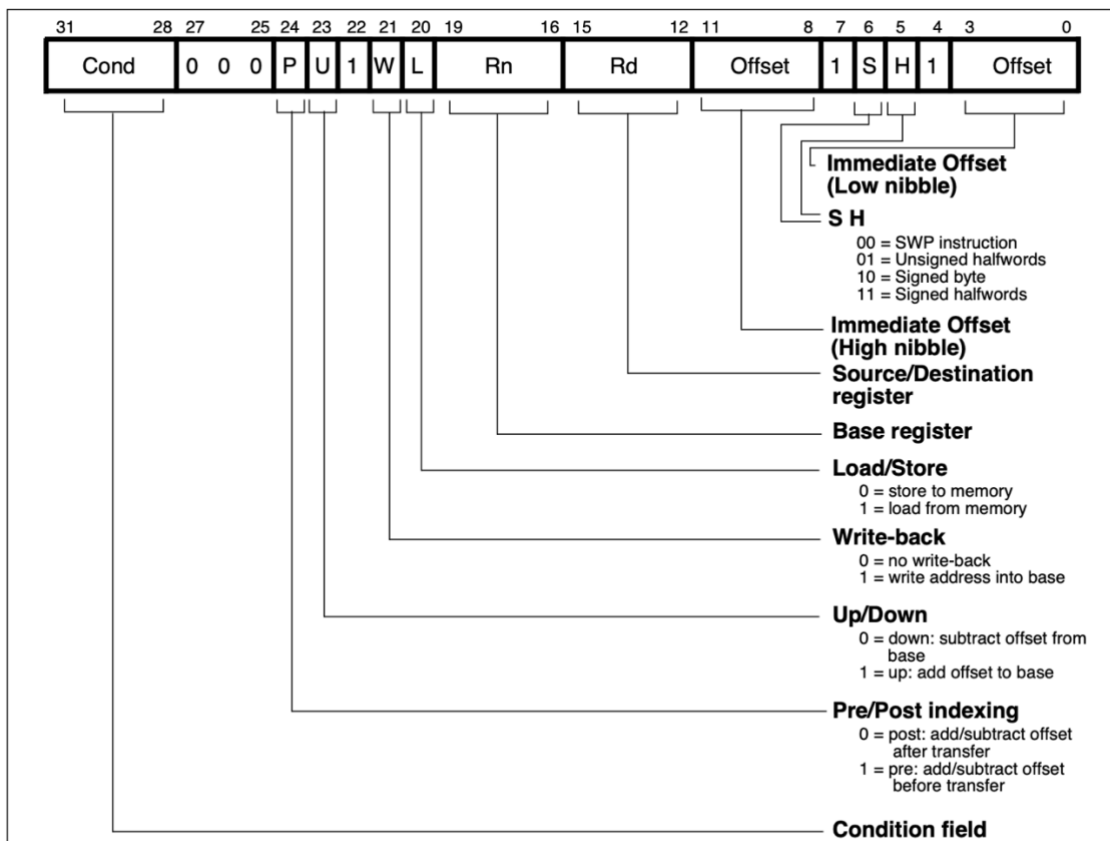 31 28 27 25 24 23 22 21 20 19 16 15 12 11 8 7 6 5 4 3 0
Cond 0 0 0 P U 1 W L Rn Rd Offset 1 S H 1 Offset
Immediate Offset
(Low nibble)
S H
00 = SWP instruction
01 = Unsigned halfwords
10 = Signed byte
11 = Signed halfwords
Immediate Offset
(High nibble)
Source/Destination
register
Base register
Load/Store
0 = store to memory
1 = load from memory
Write-back
0 = no write-back
1 = write address into base
Up/Down
0 = down: subtract offset from
base
1 = up: add offset to base
Pre/Post indexing
0 = post: add/subtract offset
after transfer
1 = pre: add/subtract offset
before transfer
Condition field